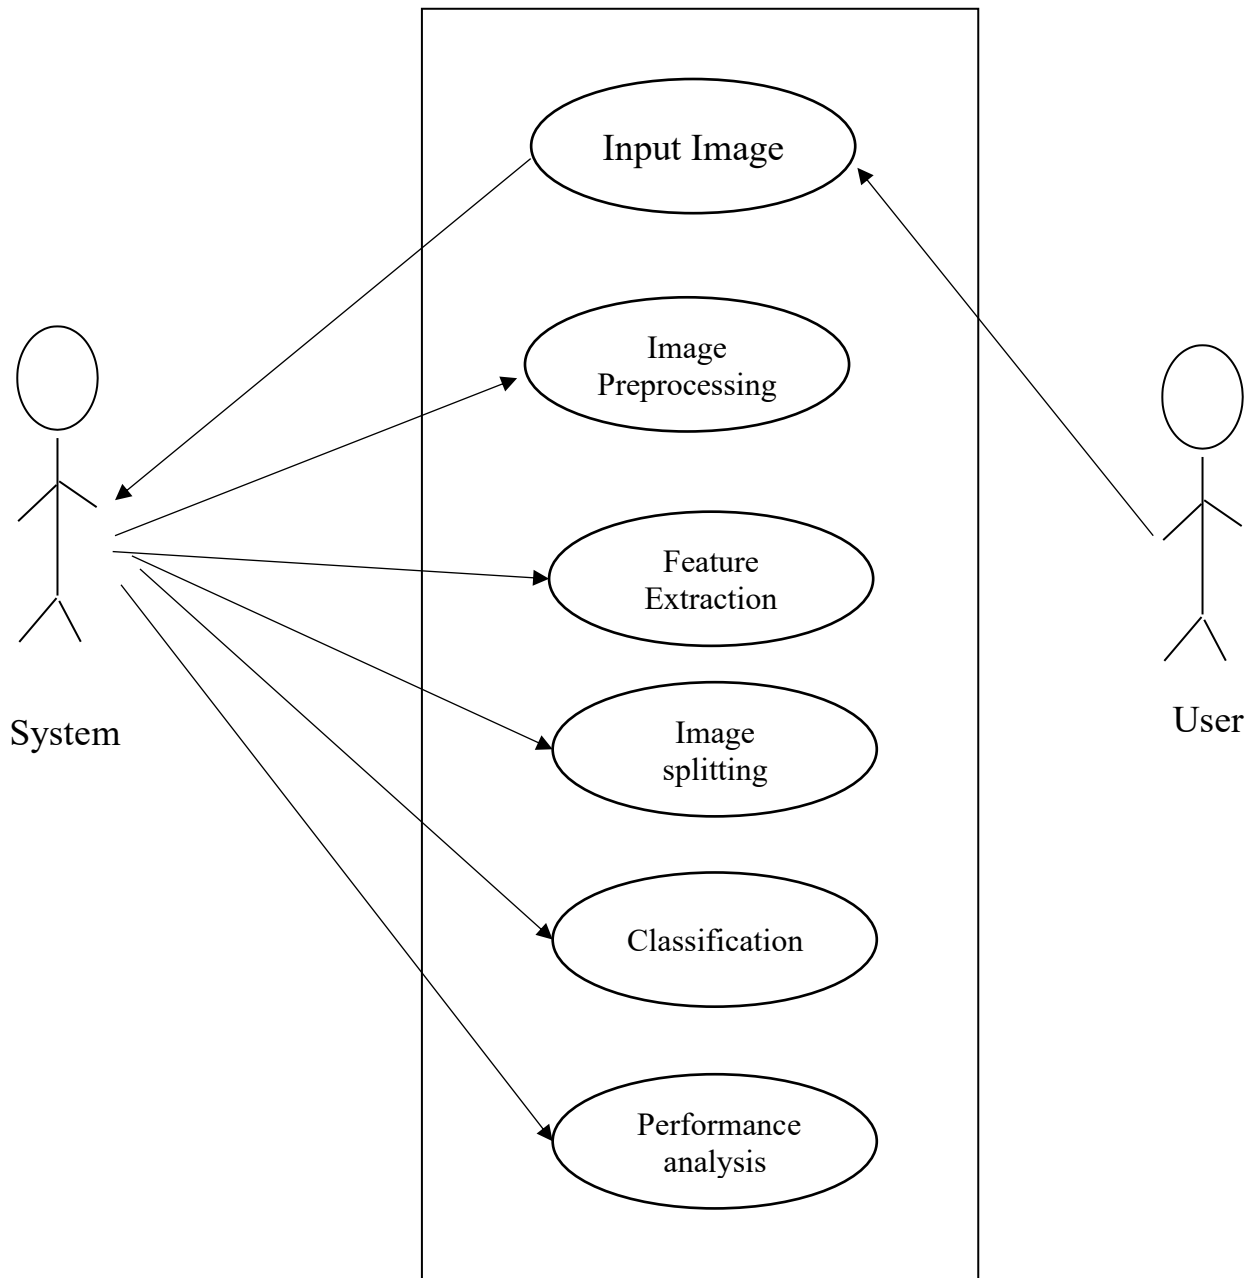 Input Image
Image
Preprocessing
Feature
Extraction
System
User
Image
splitting
Classification
Performance
analysis